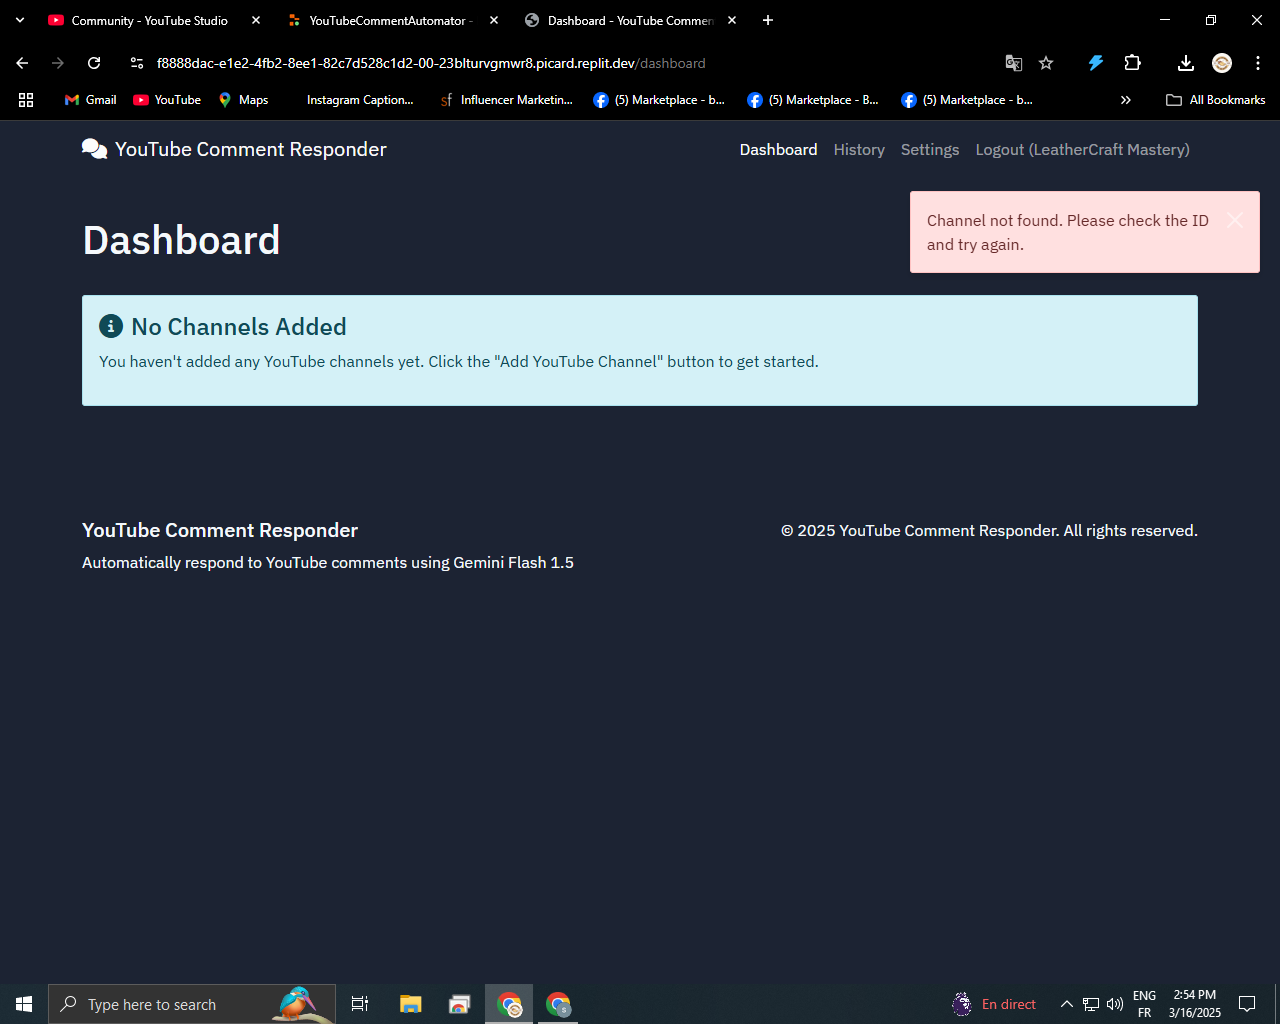 Community - YouTube Studio
YouTubeCommentAutomator -
Dashboard - YouTube Commen
f8888dac-e1e2-4fb2-8ee1-82c7d528c1d2-00-23blturvgmwr8.picard.replit.dev/dashboard
Gmail
YouTube
Maps
Instagram Caption...
sf
Influencer Marketin...
(5) Marketplace - b...
(5) Marketplace - B...
(5) Marketplace - b...
All Bookmarks
YouTube Comment Responder
Dashboard
History
Settings
Logout (LeatherCraft Mastery)
Channel not found. Please check the ID
and try again.
Dashboard
No Channels Added
You haven't added any YouTube channels yet. Click the "Add YouTube Channel" button to get started.
YouTube Comment Responder
© 2025 YouTube Comment Responder. All rights reserved.
Automatically respond to YouTube comments using Gemini Flash 1.5
Type here to search
S
En direct
ENG
FR
2:54 PM
3/16/2025